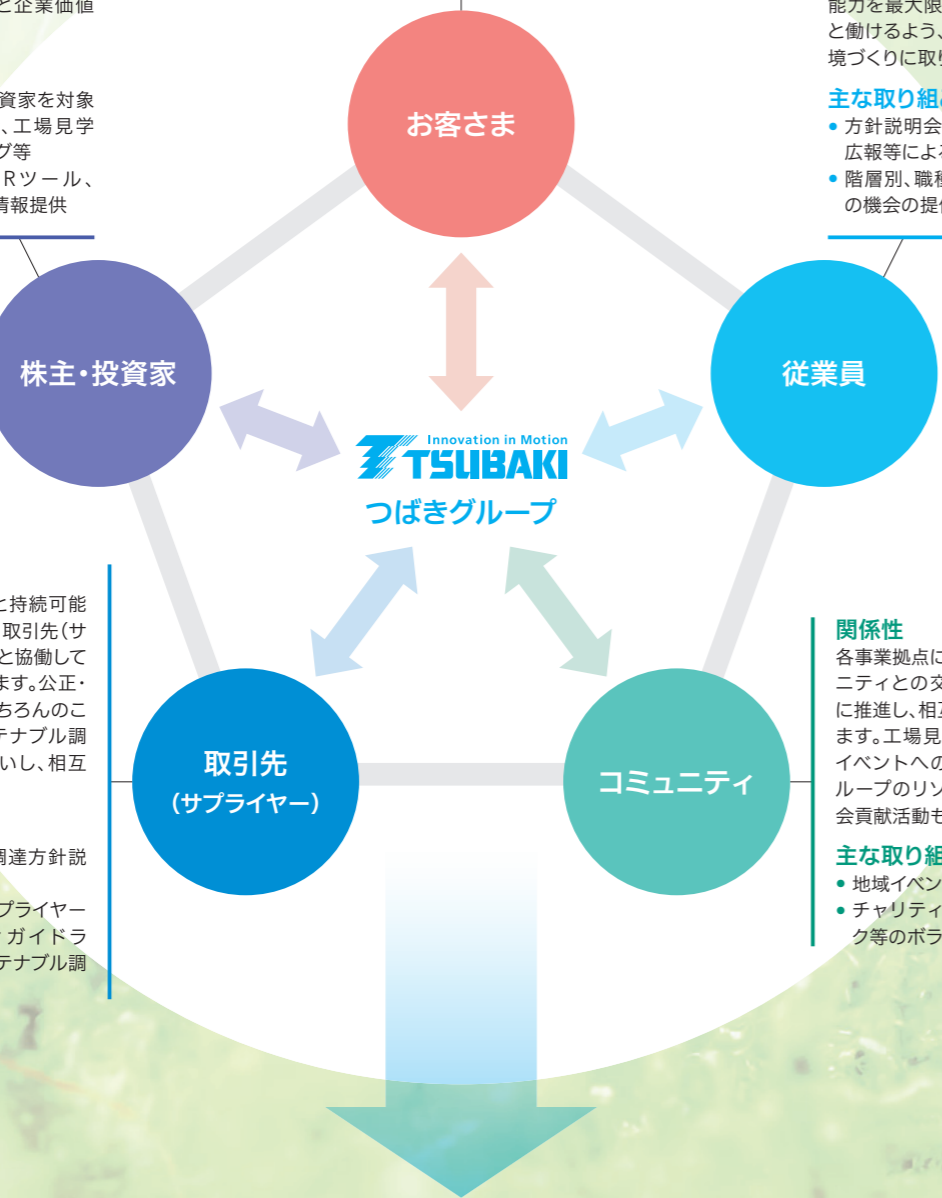 と企業価値
資家を対象
、工場見学
グ等
Rツール、
情報提供
お客さま
能力を最大限
と働けるよう、
境づくりに取り
主な取り組
方針説明会
広報等による
階層別、職種
の機会の提供
株主・投資家
従業員
Innovation in Motion
TSUBAKI
つばきグループ
と持続可能
取引先(サ
と協働して
ます。公正・
ちろんのこ
テナブル調
いし、相互
調達方針説
プライヤー
ガイドラ
テナブル調
取引先
(サプライヤー)
コミュニティ
関係性
各事業拠点に
ニティとの交
に推進し、相互
ます。工場見
イベントへの
ループのリソ
会貢献活動も
主な取り組
地域イベン
チャリティ
ク等のボラ